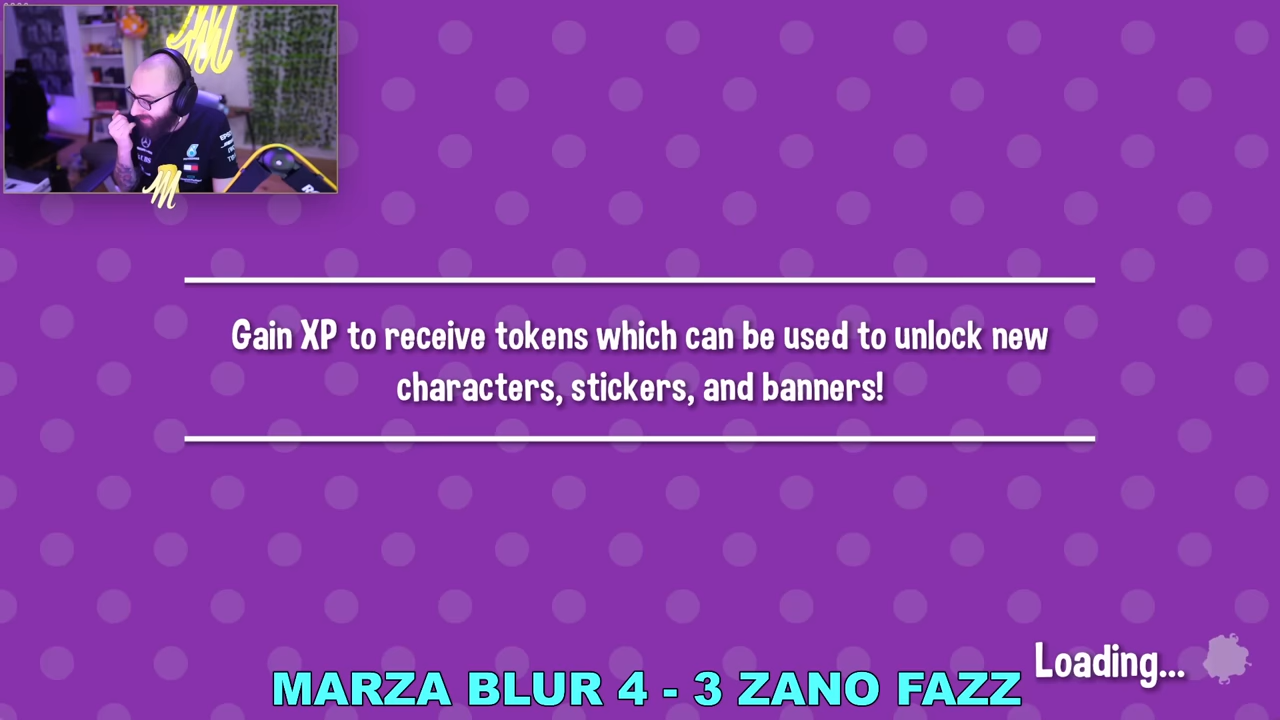 Gain XP to receive tokens which can be used to unlock new
characters, stickers, and banners!
Loading...
MARZA BLUR 4 - 3 ZANO FAZZ